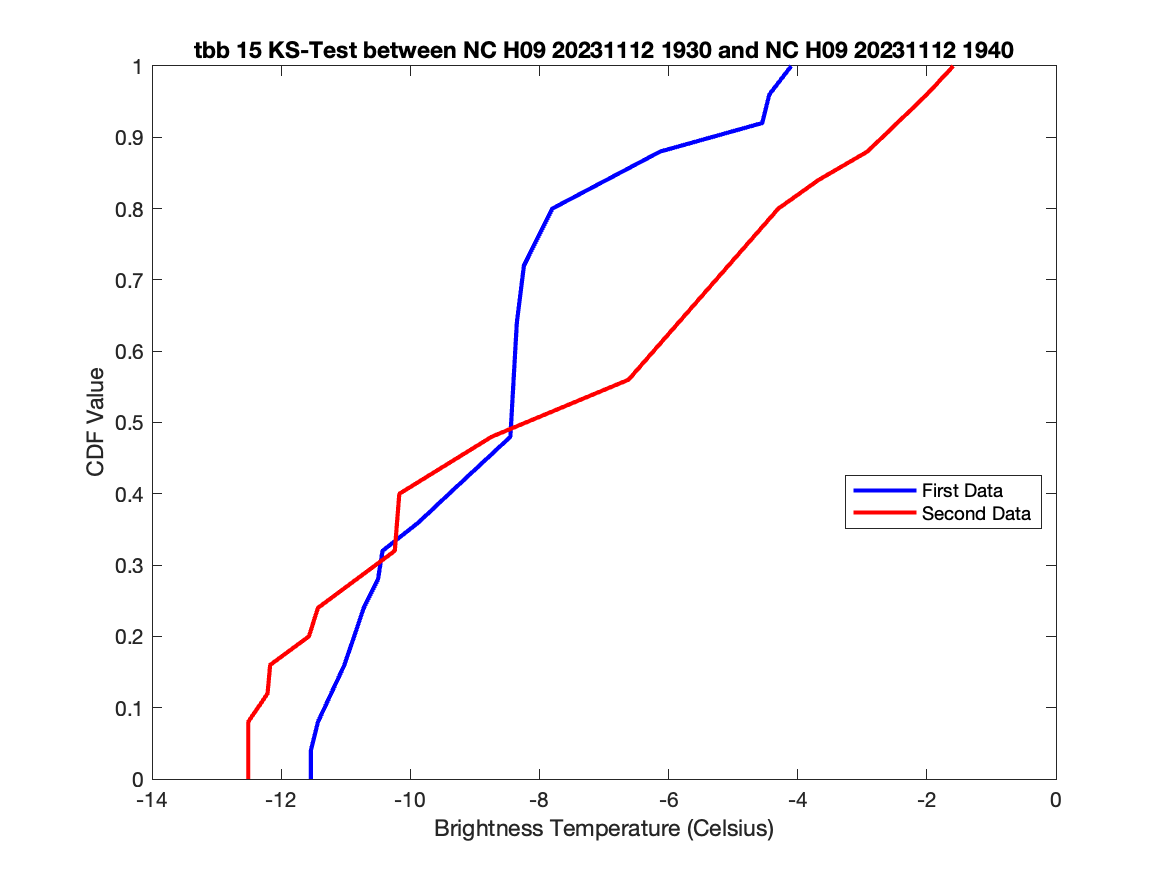 tbb 15 KS-Test between NC H09 20231112 1930 and NC H09 20231112 1940
1
0.9
0.8
0.7
0.6
0.5
0.4
0.3
0.2
0.1
0
CDF Value
First Data
Second Data
-14 -12 -10 -8 -6 -4 -2 0
Brightness Temperature (Celsius)